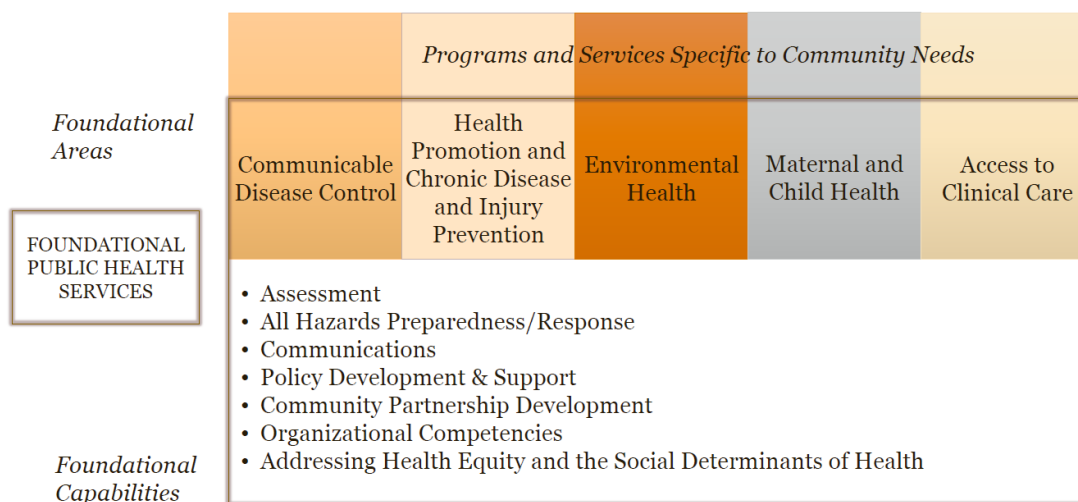 Programs and Services Specific to Community Needs
Foundational
Areas
Communicable
Disease Control
Health
Promotion and
Chronic Disease
and Injury
Prevention
Environmental
Health
Maternal and
Child Health
Access to
Clinical Care
FOUNDATIONAL
PUBLIC HEALTH
SERVICES
• Assessment
• All Hazards Preparedness/Response
• Communications
• Policy Development & Support
• Community Partnership Development
• Organizational Competencies
• Addressing Health Equity and the Social Determinants of Health
Foundational
Capabilities